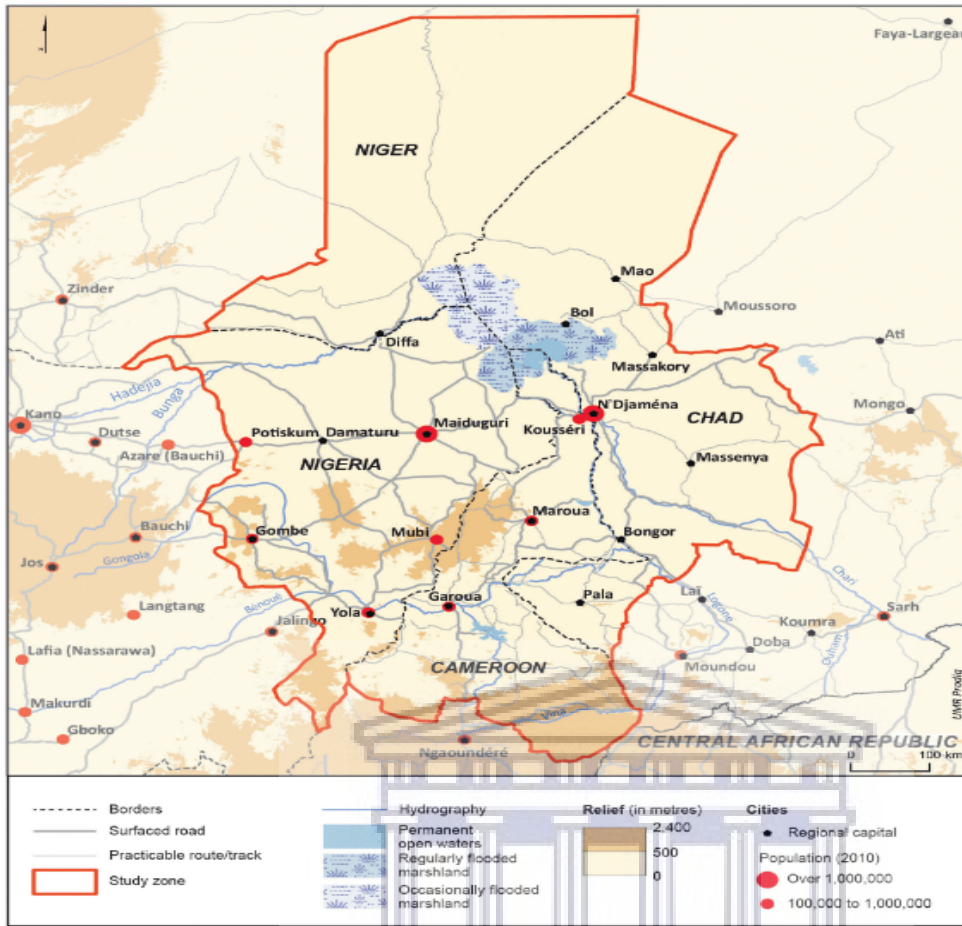 Faya-Largeau
NIGER
Mao
Zinder
Moussoro
Bol
Ati
Diffa
Massakory
Hadejia
Bunga
N'Djaména
Kano
Maiduguri
Kousséri
CHAD
Mongo
Dutse
Potiskum
Damaturu
Azare (Bauchi)
NIGERIA
Massenya
Maroua
Bauchi
Gombe
Mubi
Bongor
Gongola
Jos
Chari
Garoua
Pala
Benoué
Laï
Logone
Langtang
Yola
Sarh
Jalingo
Koumra
Ouham
Doba
Lafia (Nassarawa)
CAMEROON
Moundou
Makurdi
Vina
UMR Prodig
Gboko
Ngaoundéré
CENTRAL AFRICAN REPUBLIC
0 100 km
Borders
Surfaced road
Practicable route/track
Study zone
Hydrography
Permanent
open waters
Regularly flooded
marshland
Occasionally flooded
marshland
Relief (in metres)
2,400
500
0
Cities
Regional capital
Population (2010)
Over 1,000,000
100,000 to 1,000,000